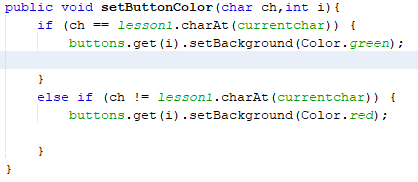 public void setButtonColor(char ch,int i){
if (ch == lesson1.charAt(currentchar)) {
buttons.get(i).setBackground(Color.green);
}
else if (ch != lesson1.charAt(currentchar)) {
buttons.get(i).setBackground(Color.red);
}
}